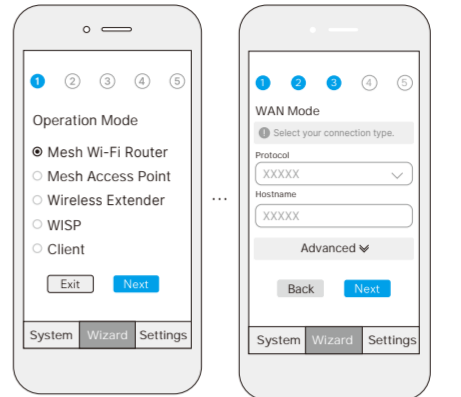 1 2 3 4 5
Operation Mode
Mesh Wi-Fi Router
Mesh Access Point
Wireless Extender
WISP
Client
Exit Next
System Wizard Settings
...
1 2 3 4 5
WAN Mode
! Select your connection type.
Protocol
XXXXX
Hostname
XXXXX
Advanced
Back Next
System Wizard Settings